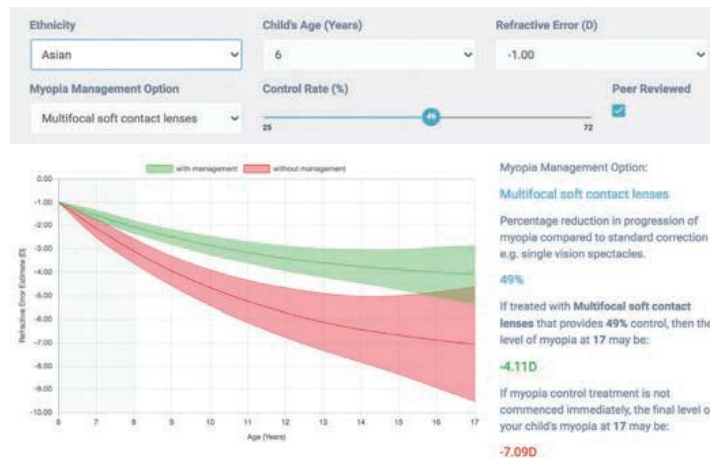 Ethnicity
Child's Age (Years)
Refractive Error (D)
Asian
6
-1.00
Myopia Management Option
Control Rate (%)
Peer Reviewed
Multifocal soft contact lenses
49
25
72
with management
without management
0.00
-1.00
-2.00
-3.00
-4.00
-5.00
-6.00
-7.00
-8.00
-9.00
-10.00
Refractive Error Estimate (D)
6 7 8 9 10 11 12 13 14 15 16 17
Age (Years)
Myopia Management Option:
Multifocal soft contact lenses
Percentage reduction in progression of
myopia compared to standard correction
e.g. single vision spectacles.
49%
If treated with Multifocal soft contact
lenses that provides 49% control, then the
level of myopia at 17 may be:
-4.11D
If myopia control treatment is not
commenced immediately, the final level o
your child's myopia at 17 may be:
-7.09D